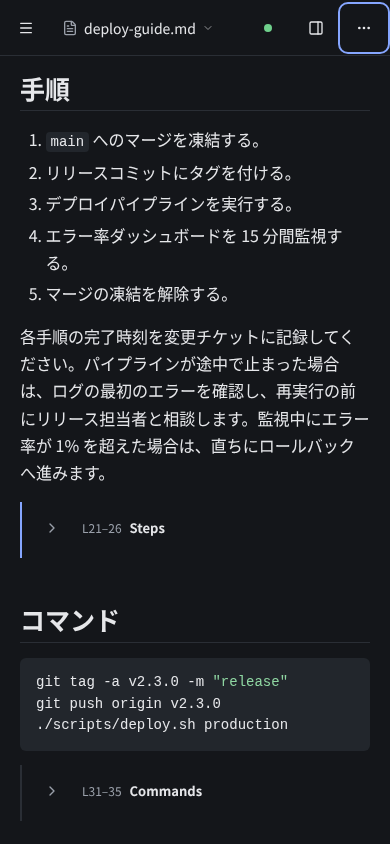 deploy-guide.md
手順
1. main へのマージを凍結する。
2. リリースコミットにタグを付ける。
3. デプロイパイプラインを実行する。
4. エラー率ダッシュボードを 15 分間監視す
る。
5. マージの凍結を解除する。
各手順の完了時刻を変更チケットに記録してく
ださい。パイプラインが途中で止まった場合
は、ログの最初のエラーを確認し、再実行の前
にリリース担当者と相談します。監視中にエラー
率が 1% を超えた場合は、直ちにロールバック
へ進みます。
L21–26 Steps
コマンド
git tag -a v2.3.0 -m "release"
git push origin v2.3.0
./scripts/deploy.sh production
L31–35 Commands